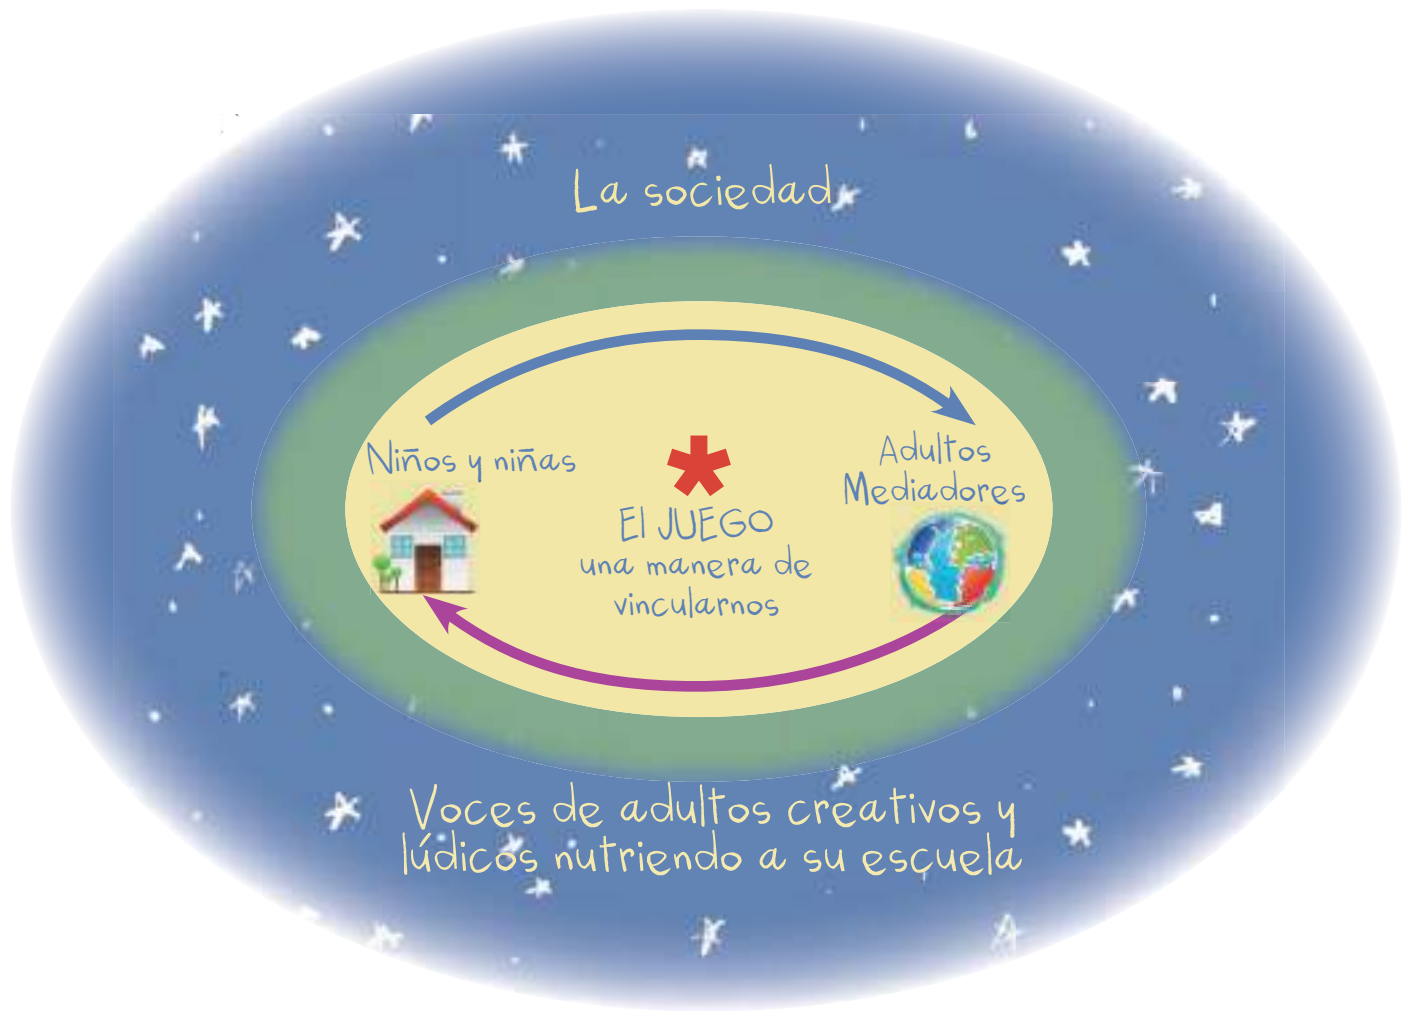 La sociedad
Niños y niñas
Adultos
Mediadores
El JUEGO
una manera de
vincularnos
Voces de adultos creativos y
lúdicos nutriendo a su escuela